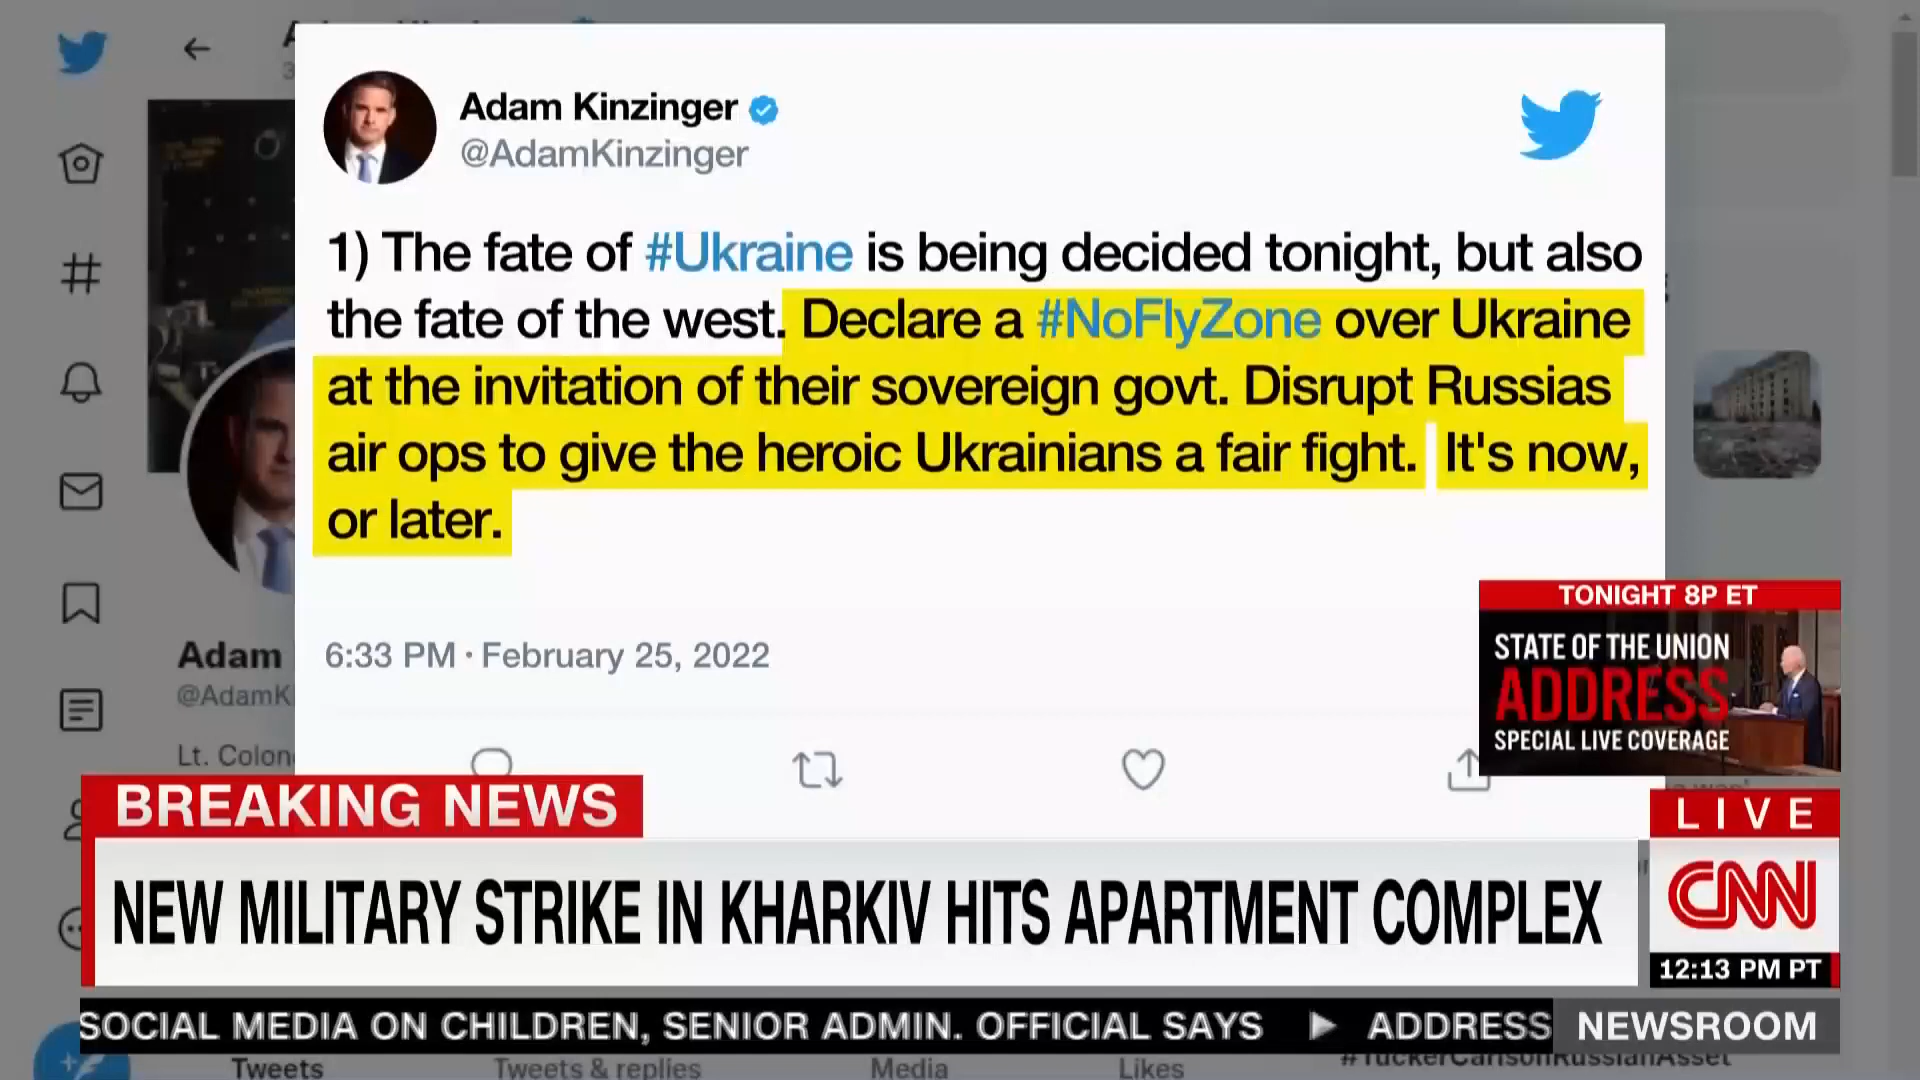 Adam Kinzinger
@AdamKinzinger
1) The fate of #Ukraine is being decided tonight, but also
the fate of the west. Declare a #NoFlyZone over Ukraine
at the invitation of their sovereign govt. Disrupt Russias
air ops to give the heroic Ukrainians a fair fight. It's now,
or later.
6:33 PM · February 25, 2022
Adam
@AdamK
Lt. Colon
TONIGHT 8P ET
STATE OF THE UNION
ADDRESS
SPECIAL LIVE COVERAGE
BREAKING NEWS
NEW MILITARY STRIKE IN KHARKIV HITS APARTMENT COMPLEX
LIVE
CNN
12:13 PM PT
SOCIAL MEDIA ON CHILDREN, SENIOR ADMIN. OFFICIAL SAYS ▶ ADDRESS
NEWSROOM
Tweets
Tweets & replies
Media
Likes
#TuckerCarlsonRussianAsset